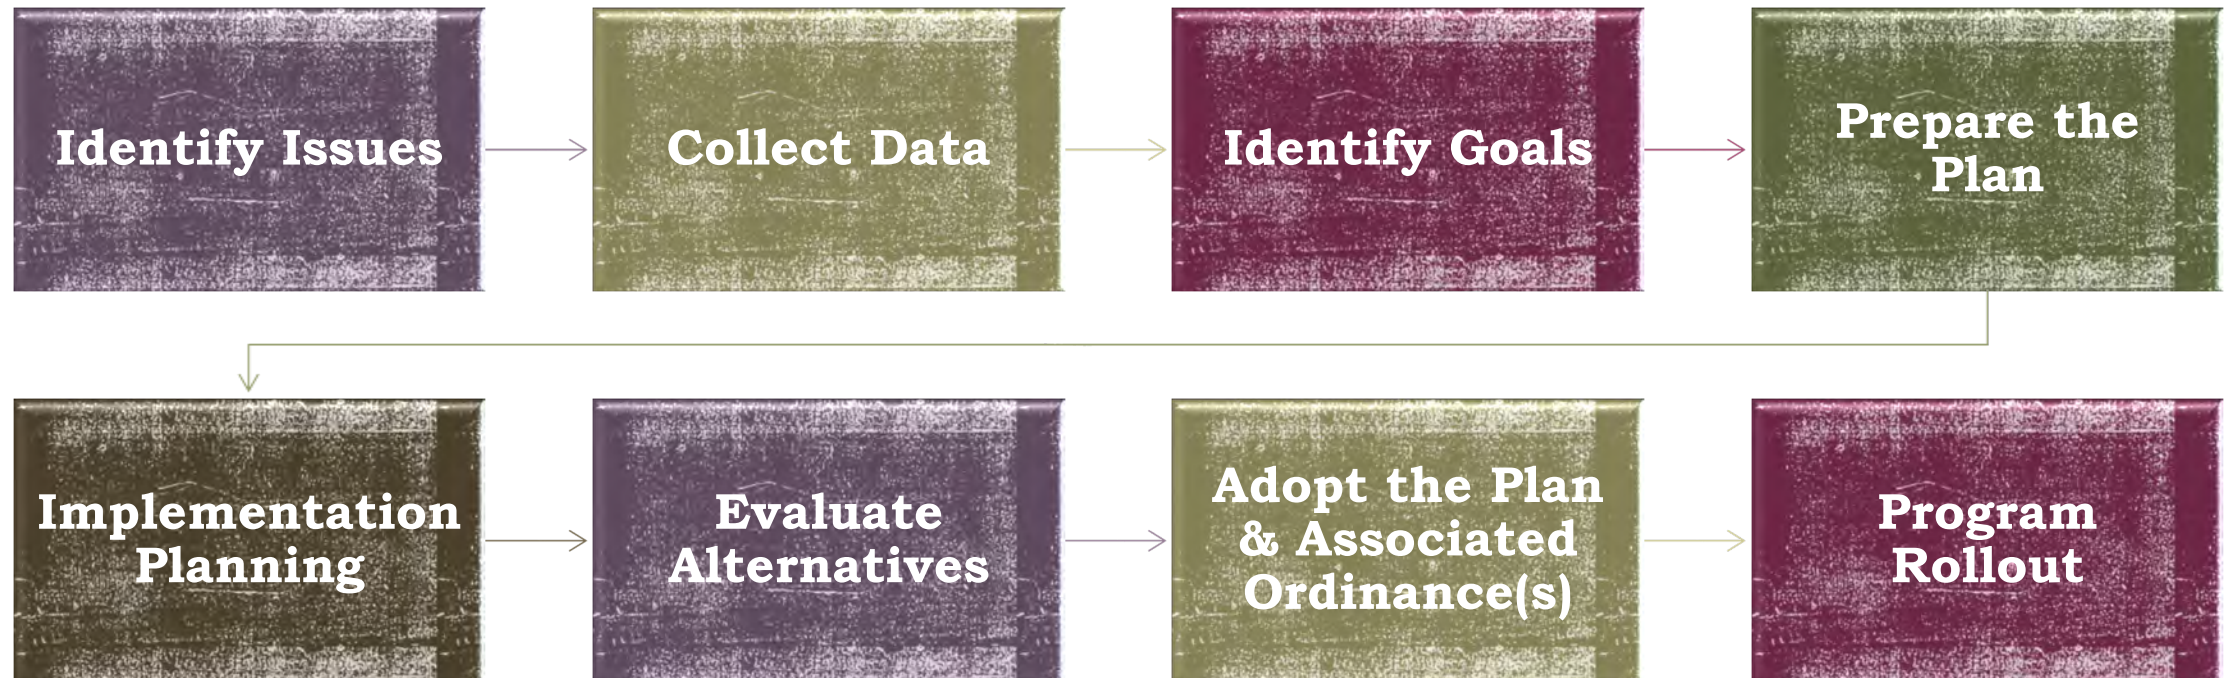 Identify Issues
Collect Data
Identify Goals
Prepare the
Plan
Implementation
Planning
Evaluate
Alternatives
Adopt the Plan
& Associated
Ordinance(s)
Program
Rollout